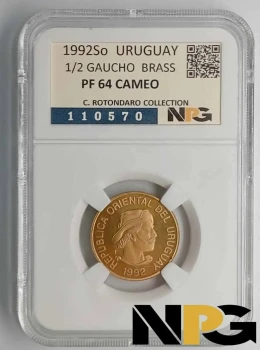 1992So URUGUAY
1/2 GAUCHO BRASS
PF 64 CAMEO
C. ROTONDARO COLLECTION
110570 NPG
REPUBLICA ORIENTAL DEL URUGUAY
1992
NPG